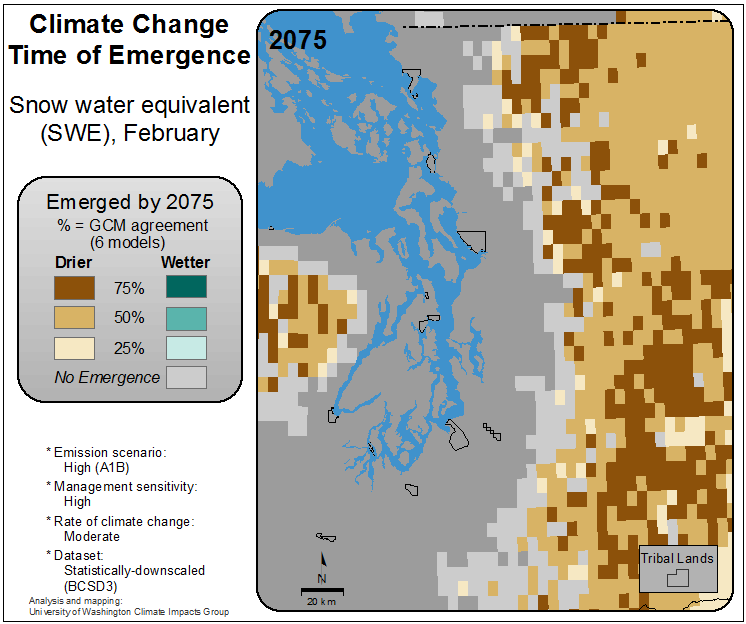 Climate Change
Time of Emergence
Snow water equivalent
(SWE), February
Emerged by 2075
% = GCM agreement
(6 models)
Drier Wetter
75%
50%
25%
No Emergence
* Emission scenario:
High (A1B)
* Management sensitivity:
High
* Rate of climate change:
Moderate
* Dataset:
Statistically-downscaled
(BCSD3)
Analysis and mapping:
University of Washington Climate Impacts Group
2075
N
20 km
Tribal Lands